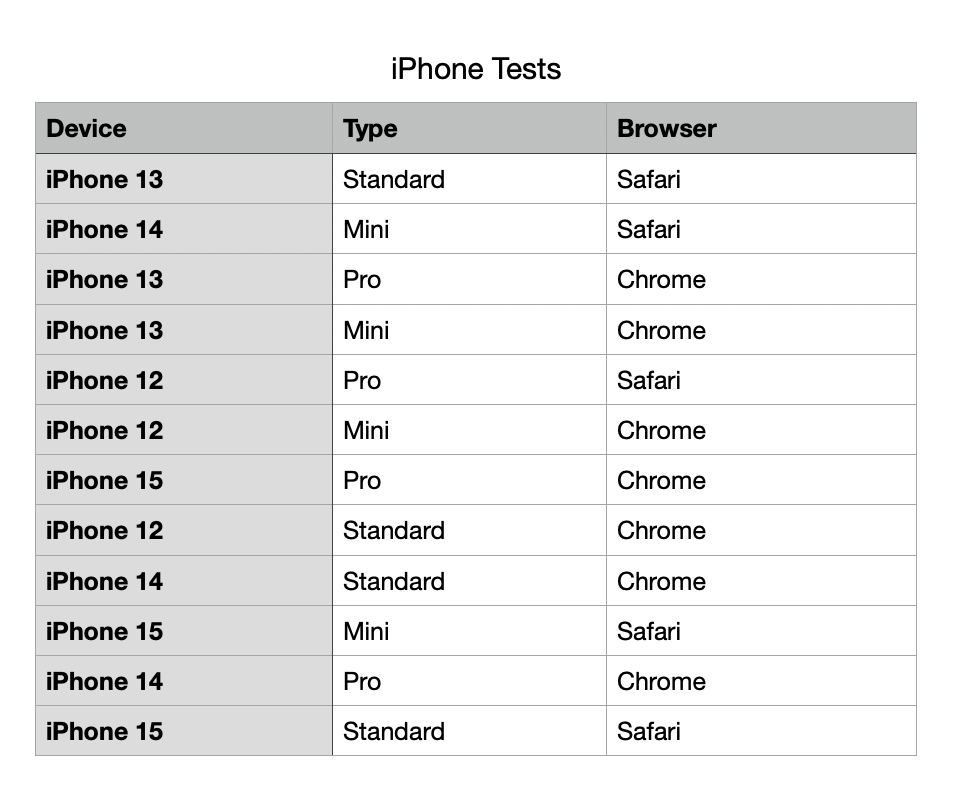 iPhone Tests
Device Type Browser
iPhone 13 Standard Safari
iPhone 14 Mini Safari
iPhone 13 Pro Chrome
iPhone 13 Mini Chrome
iPhone 12 Pro Safari
iPhone 12 Mini Chrome
iPhone 15 Pro Chrome
iPhone 12 Standard Chrome
iPhone 14 Standard Chrome
iPhone 15 Mini Safari
iPhone 14 Pro Chrome
iPhone 15 Standard Safari